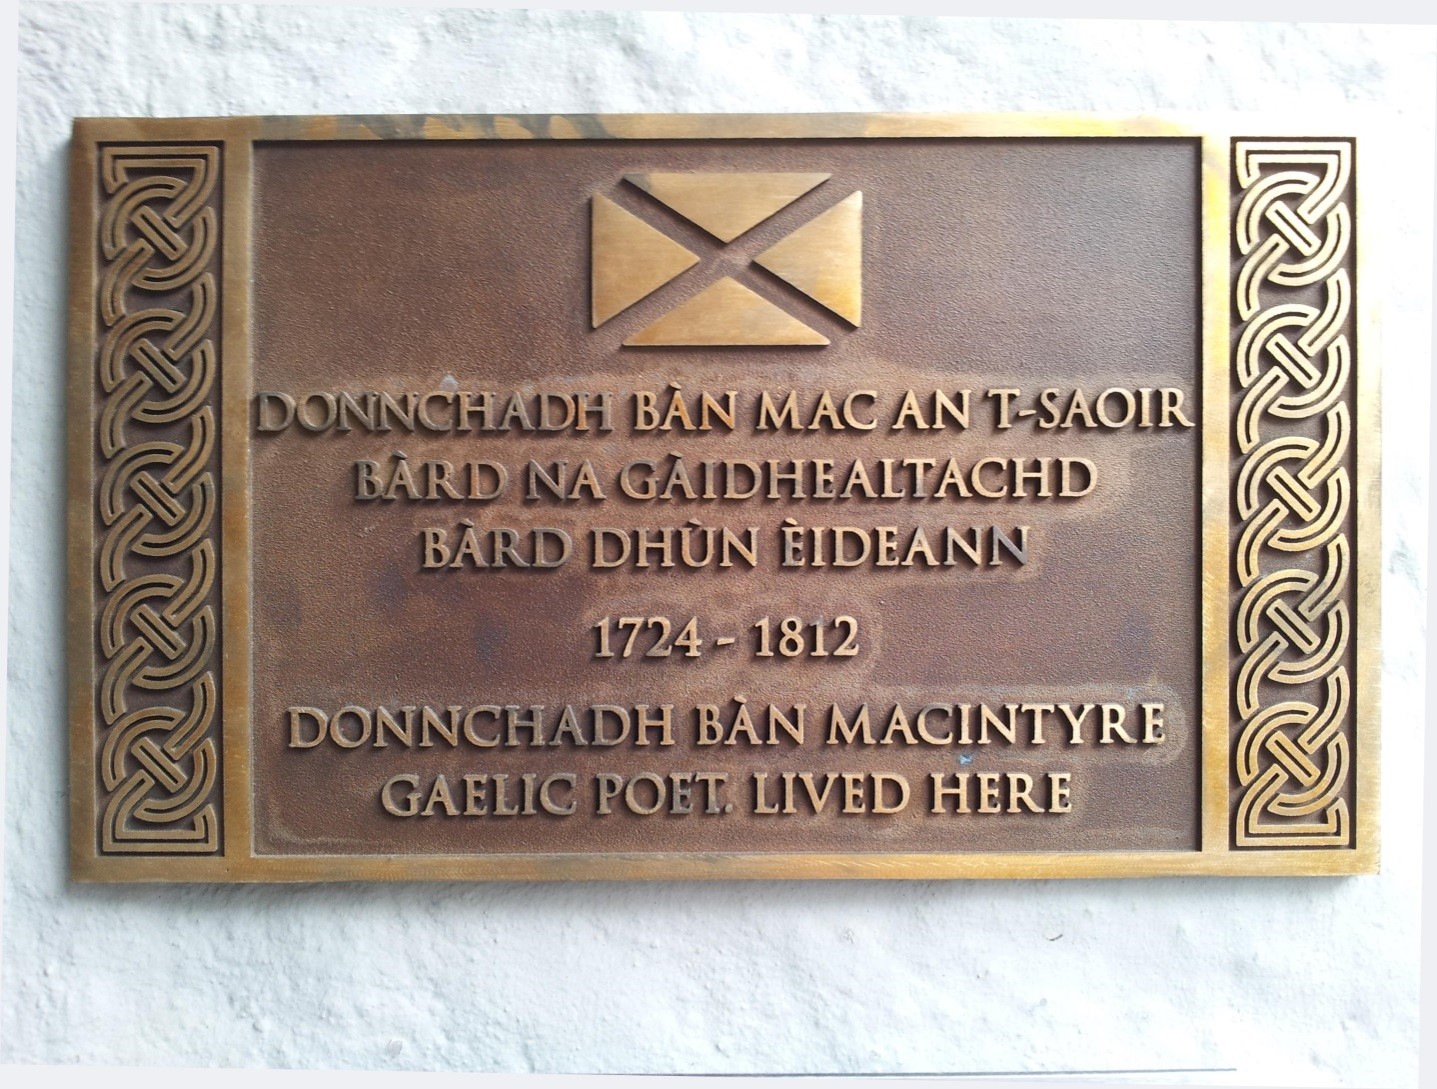 DONNCHADH BÀN MAC AN T-SAOIR
BÀRD NA GÀIDHEALTACHD
BÀRD DHÙN ÈIDEANN
1724 - 1812
DONNCHADH BÀN MACINTYRE
GAELIC POET. LIVED HERE